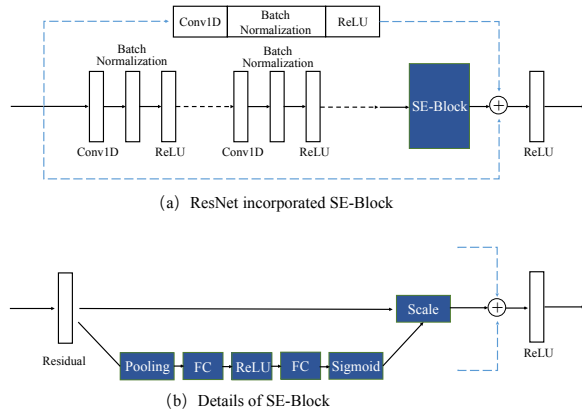 Conv1D Batch Normalization ReLU
Batch Normalization
Batch Normalization
SE-Block
+
Conv1D ReLU Conv1D ReLU ReLU
(a) ResNet incorporated SE-Block
Scale
+
Residual
Pooling FC ReLU FC Sigmoid
ReLU
(b) Details of SE-Block